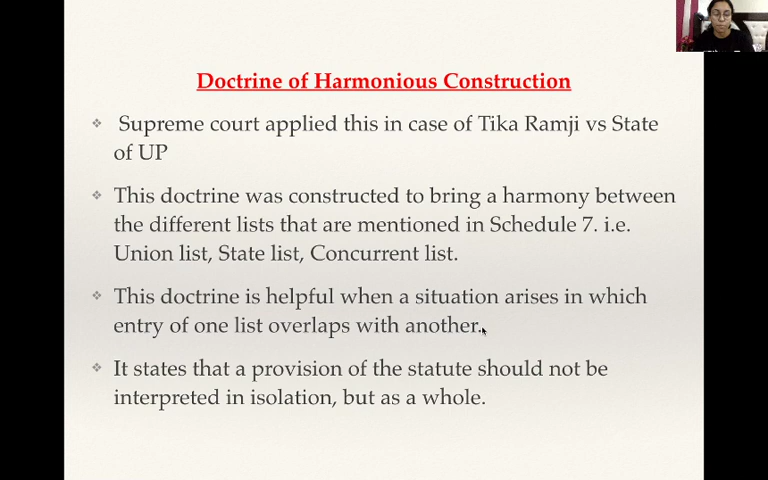 Doctrine of Harmonious Construction
Supreme court applied this in case of Tika Ramji vs State
of UP
This doctrine was constructed to bring a harmony between
the different lists that are mentioned in Schedule 7. i.e.
Union list, State list, Concurrent list.
This doctrine is helpful when a situation arises in which
entry of one list overlaps with another.
It states that a provision of the statute should not be
interpreted in isolation, but as a whole.